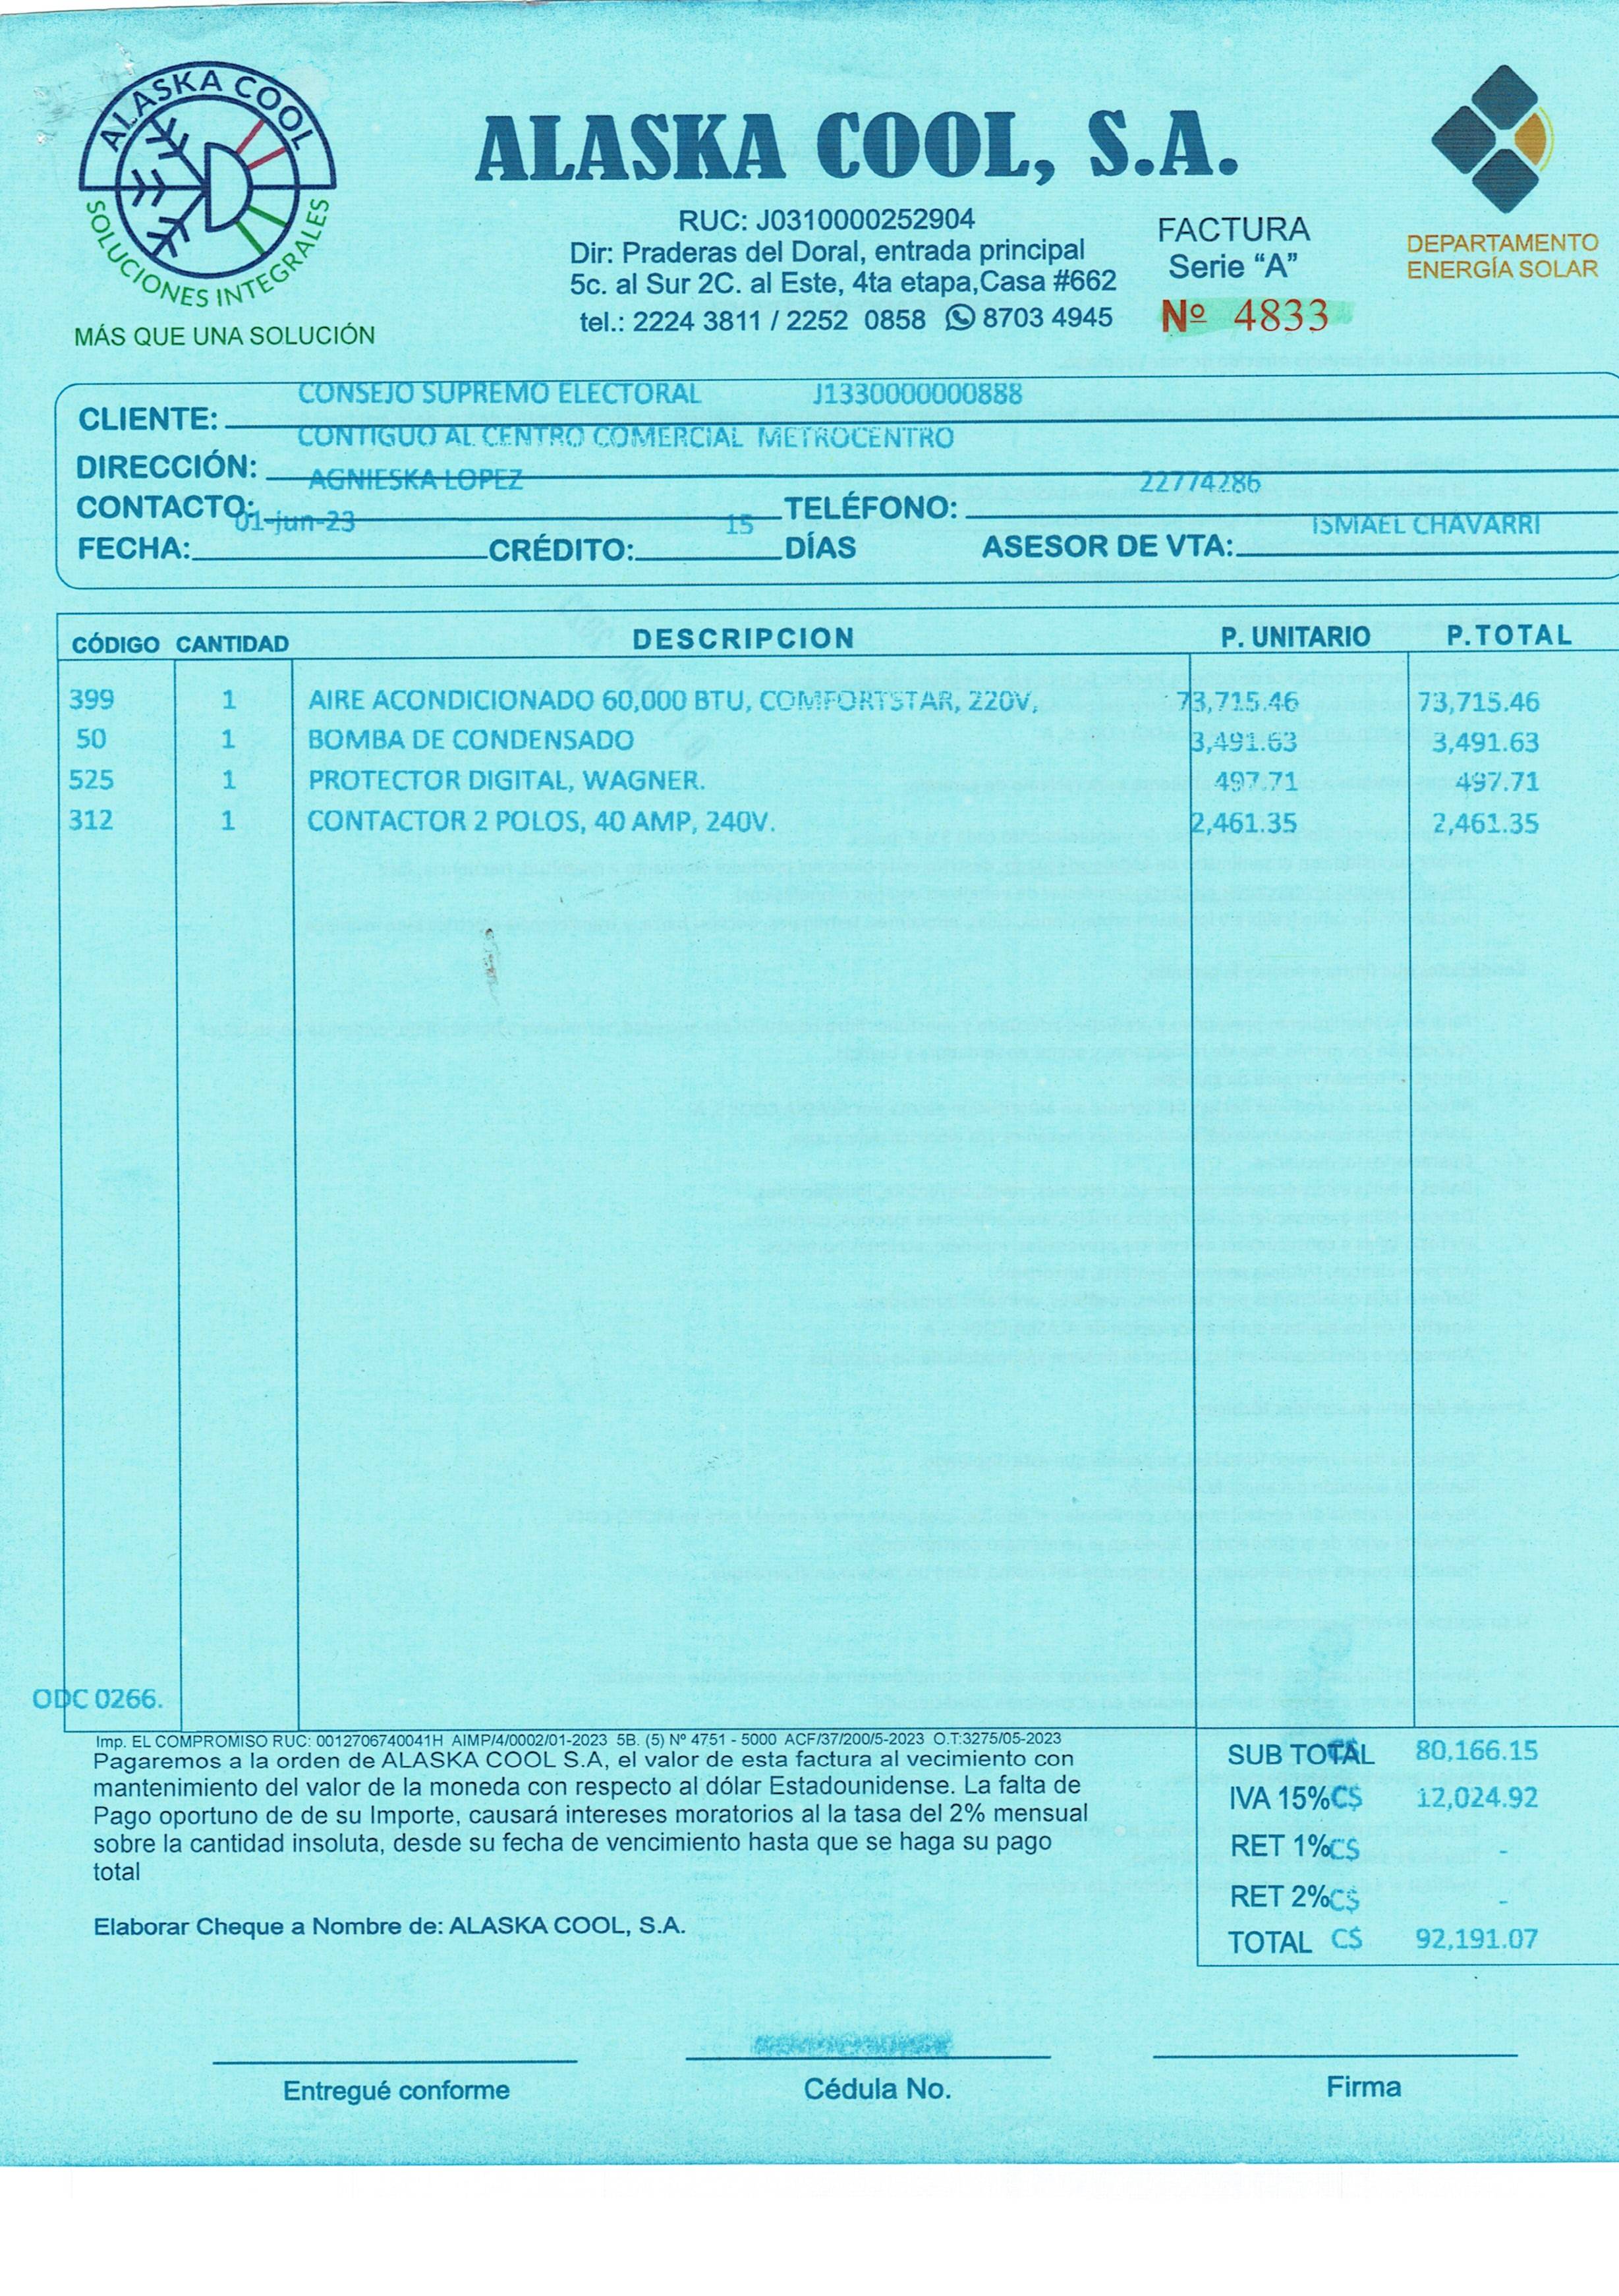 ALASKA COOL
SOLUCIONES INTEGRALES
MÁS QUE UNA SOLUCIÓN
ALASKA COOL, S.A.
RUC: J0310000252904
Dir: Praderas del Doral, entrada principal
5c. al Sur 2C. al Este, 4ta etapa,Casa #662
tel.: 2224 3811 / 2252 0858 8703 4945
FACTURA
Serie “A”
Nº 4833
DEPARTAMENTO
ENERGÍA SOLAR
CLIENTE: CONSEJO SUPREMO ELECTORAL J1330000000888
DIRECCIÓN: CONTIGUO AL CENTRO COMERCIAL METROCENTRO
CONTACTO: AGNIESKA LOPEZ TELÉFONO: 22774286
FECHA: 01-jun-23 CRÉDITO: 15 DÍAS ASESOR DE VTA: ISMAEL CHAVARRI
CÓDIGO CANTIDAD DESCRIPCION P. UNITARIO P.TOTAL
399 1 AIRE ACONDICIONADO 60,000 BTU, COMFORTSTAR, 220V, 73,715.46 73,715.46
50 1 BOMBA DE CONDENSADO 3,491.63 3,491.63
525 1 PROTECTOR DIGITAL, WAGNER. 497.71 497.71
312 1 CONTACTOR 2 POLOS, 40 AMP, 240V. 2,461.35 2,461.35
ODC 0266.
Imp. EL COMPROMISO RUC: 0012706740041H AIMP/4/0002/01-2023 5B. (5) Nº 4751 - 5000 ACF/37/200/5-2023 O.T:3275/05-2023
Pagaremos a la orden de ALASKA COOL S.A, el valor de esta factura al vecimiento con
mantenimiento del valor de la moneda con respecto al dólar Estadounidense. La falta de
Pago oportuno de de su Importe, causará intereses moratorios al la tasa del 2% mensual
sobre la cantidad insoluta, desde su fecha de vencimiento hasta que se haga su pago
total
Elaborar Cheque a Nombre de: ALASKA COOL, S.A.
SUB TOTAL C$ 80,166.15
IVA 15% C$ 12,024.92
RET 1% C$ -
RET 2% C$ -
TOTAL C$ 92,191.07
Entregué conforme
Cédula No.
Firma